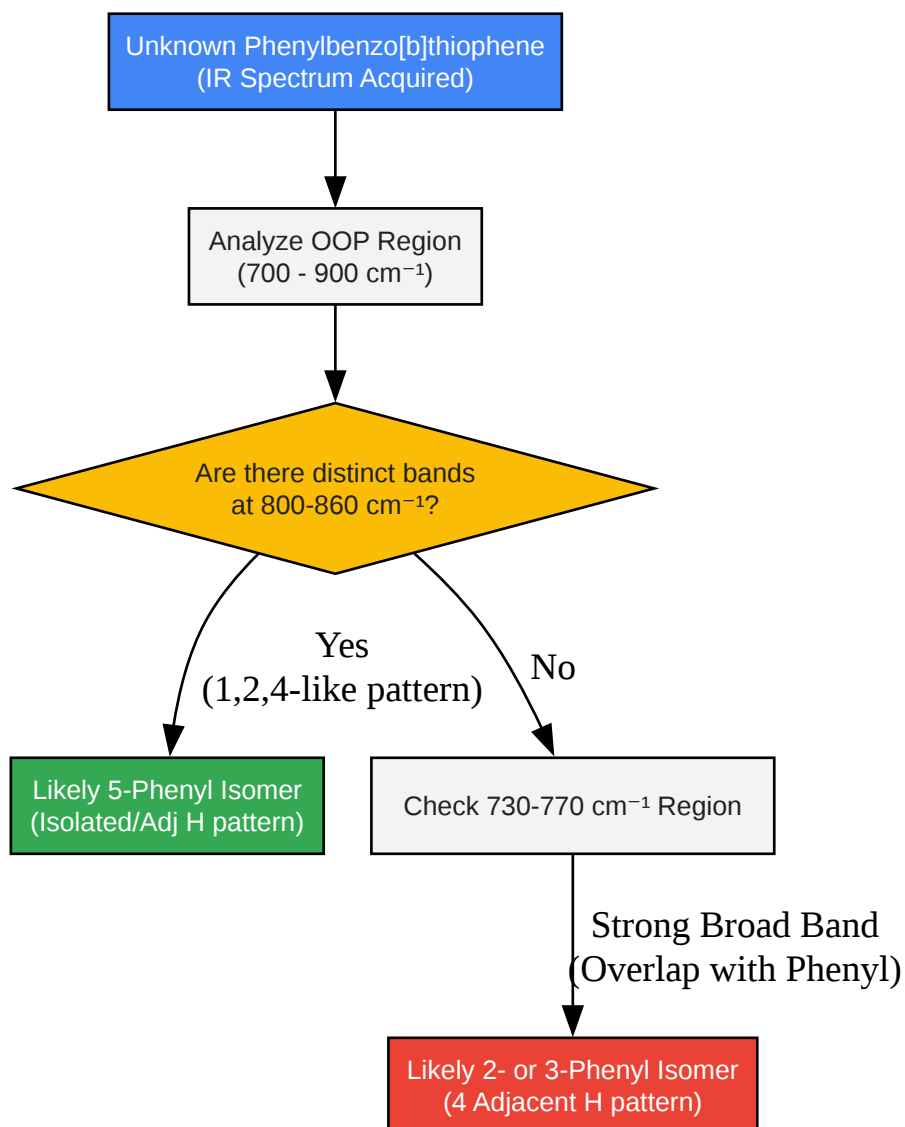 Unknown Phenylbenzo[b]thiophene
(IR Spectrum Acquired)
Analyze OOP Region
(700 - 900 cm⁻¹)
Are there distinct bands
at 800-860 cm⁻¹?
Yes
(1,2,4-like pattern)
No
Likely 5-Phenyl Isomer
(Isolated/Adj H pattern)
Check 730-770 cm⁻¹ Region
Strong Broad Band
(Overlap with Phenyl)
Likely 2- or 3-Phenyl Isomer
(4 Adjacent H pattern)